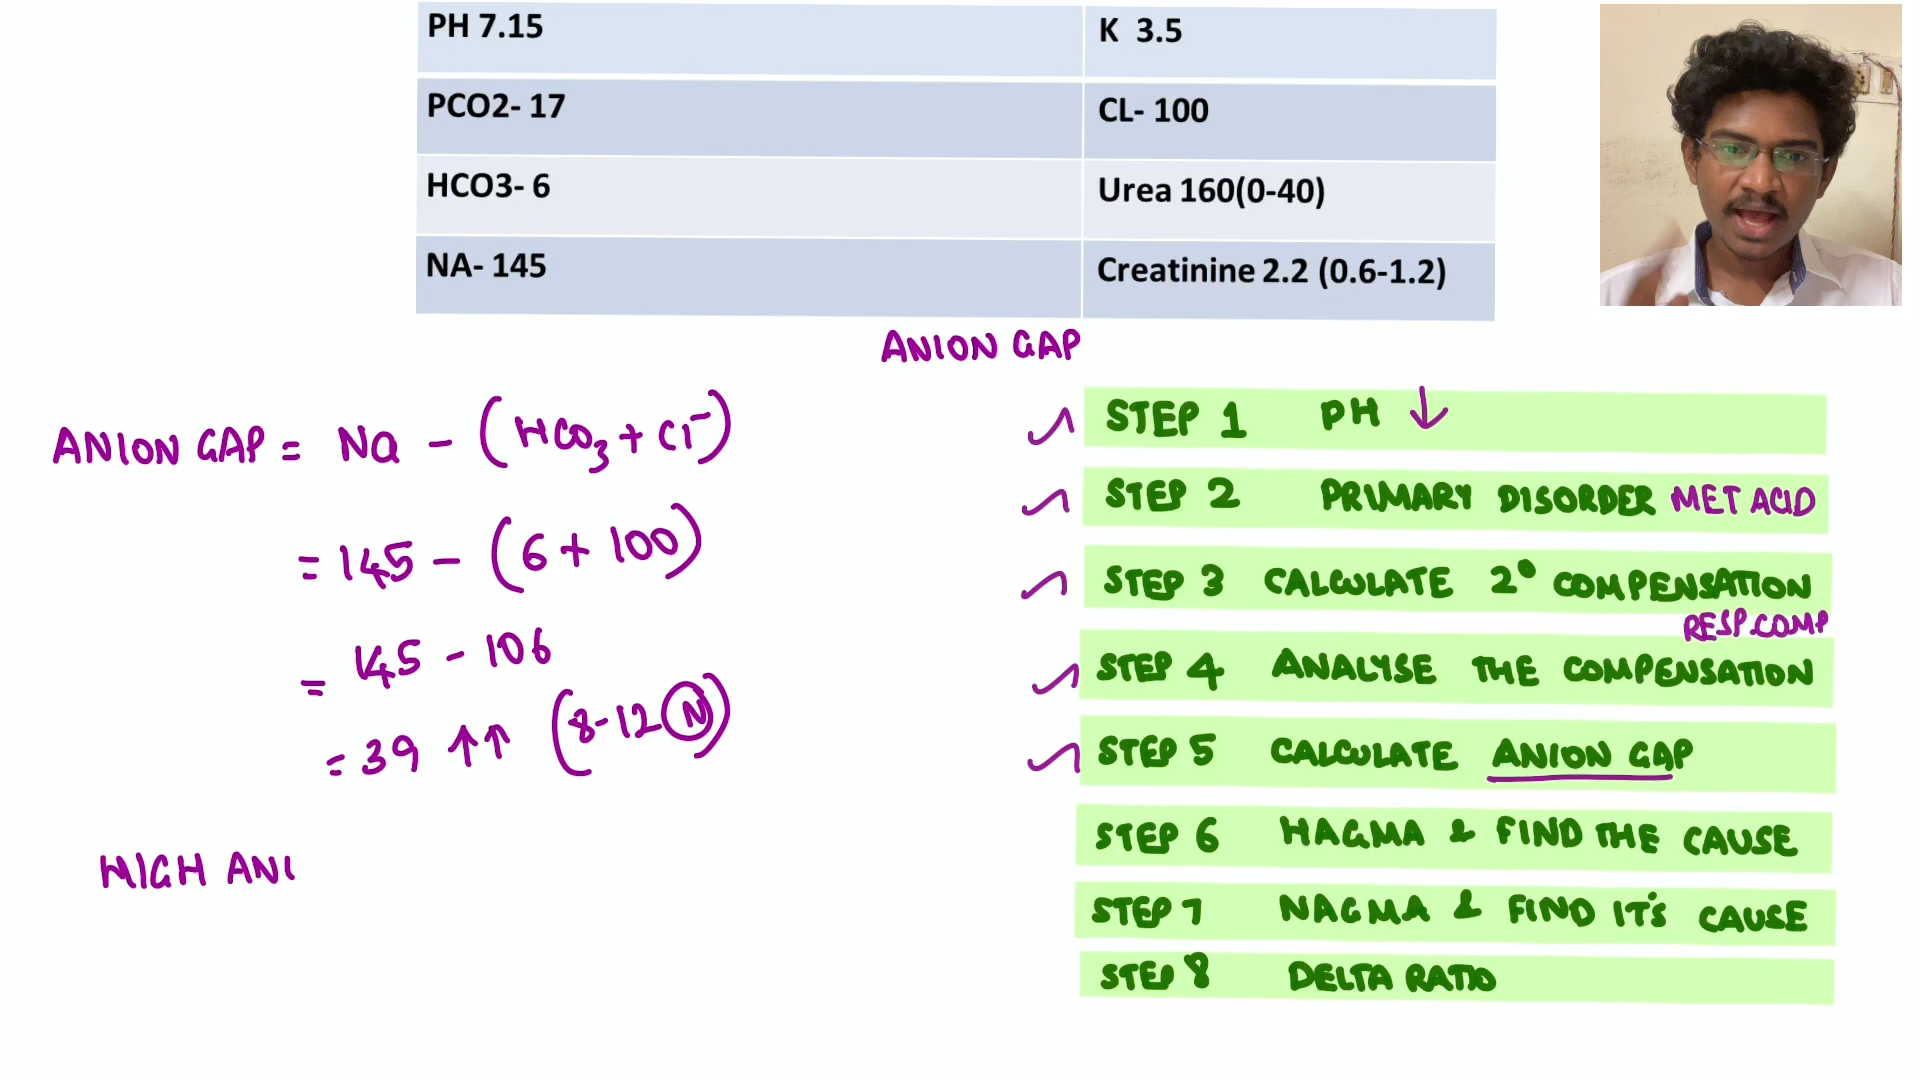 PH 7.15
K 3.5
PCO2- 17
CL- 100
HCO3- 6
Urea 160(0-40)
NA- 145
Creatinine 2.2 (0.6-1.2)
ANION GAP
ANION GAP = Na - (HCO3 + Cl-)
= 145 - (6 + 100)
= 145 - 106
= 39 ↑↑ (8-12 N)
HIGH ANI
STEP 1 PH ↓
STEP 2 PRIMARY DISORDER MET ACID
STEP 3 CALCULATE 2° COMPENSATION
RESP.COMP
STEP 4 ANALYSE THE COMPENSATION
STEP 5 CALCULATE ANION GAP
STEP 6 HAGMA & FIND THE CAUSE
STEP 7 NAGMA & FIND IT'S CAUSE
STEP 8 DELTA RATIO